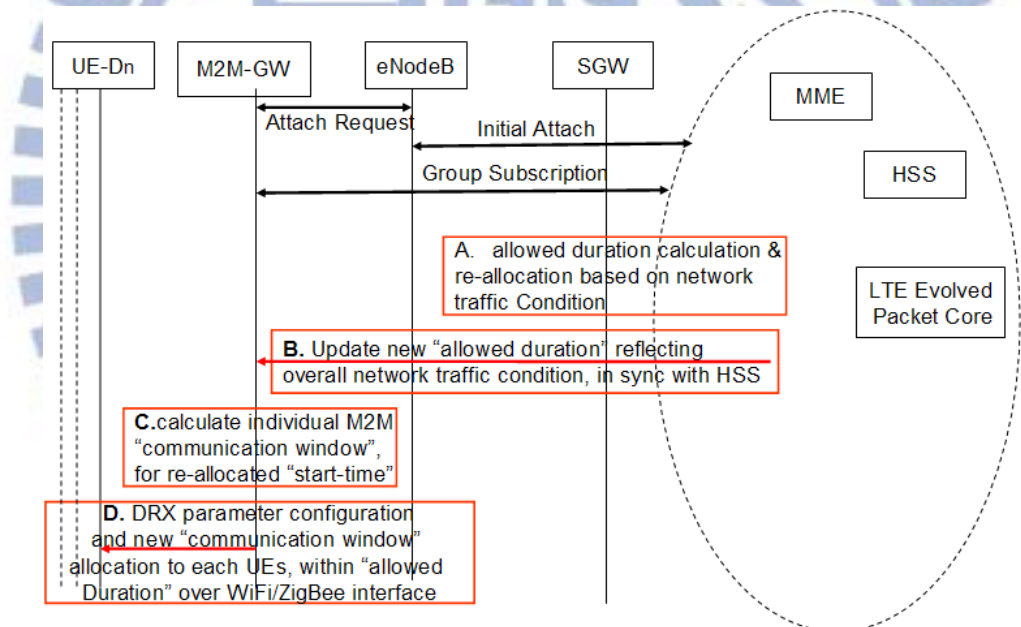 UE-Dn
M2M-GW
eNodeB
SGW
MME
Attach Request
Initial Attach
Group Subscription
HSS
A. allowed duration calculation &
re-allocation based on network
traffic Condition
LTE Evolved
Packet Core
B. Update new “allowed duration” reflecting
overall network traffic condition, in sync with HSS
C.calculate individual M2M
“communication window”,
for re-allocated “start-time”
D. DRX parameter configuration
and new “communication window”
allocation to each UEs, within “allowed
Duration” over WiFi/ZigBee interface